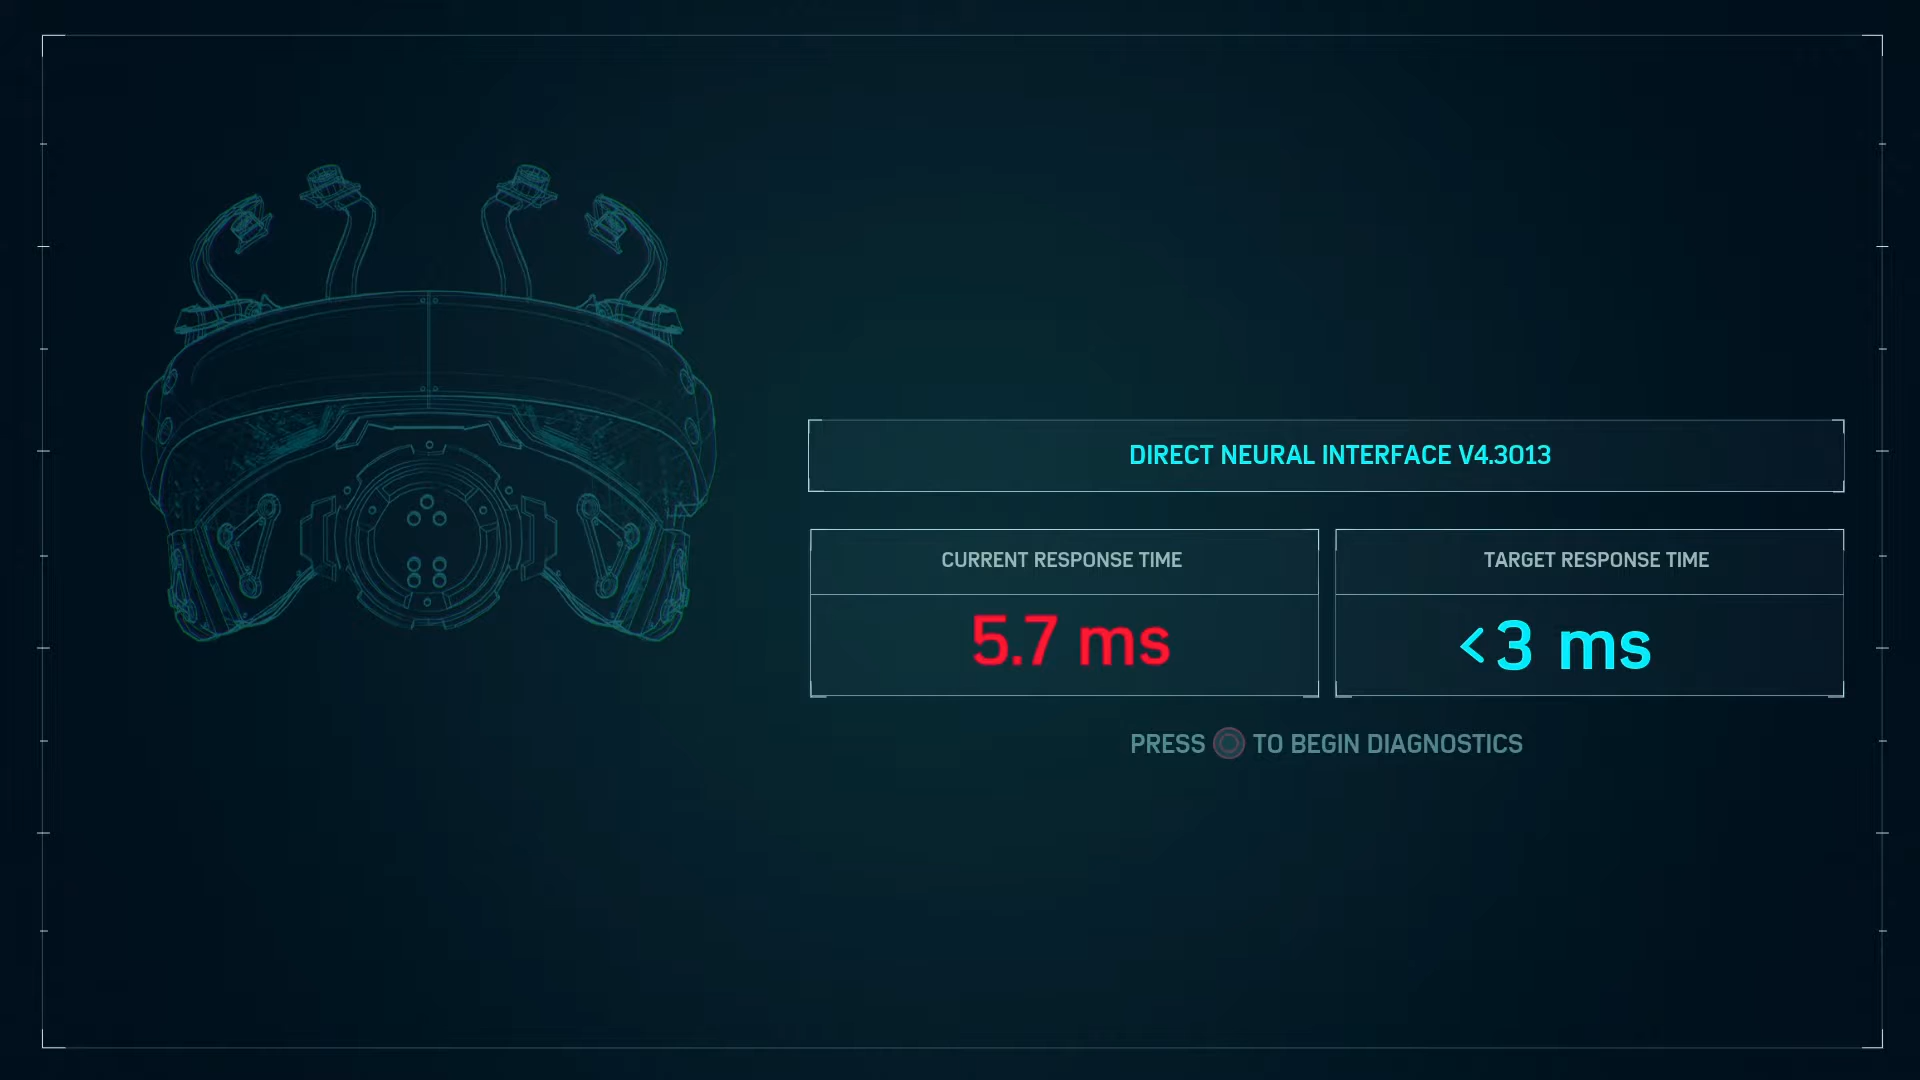 DIRECT NEURAL INTERFACE V4.3013
CURRENT RESPONSE TIME
5.7 ms
TARGET RESPONSE TIME
<3 ms
PRESS TO BEGIN DIAGNOSTICS